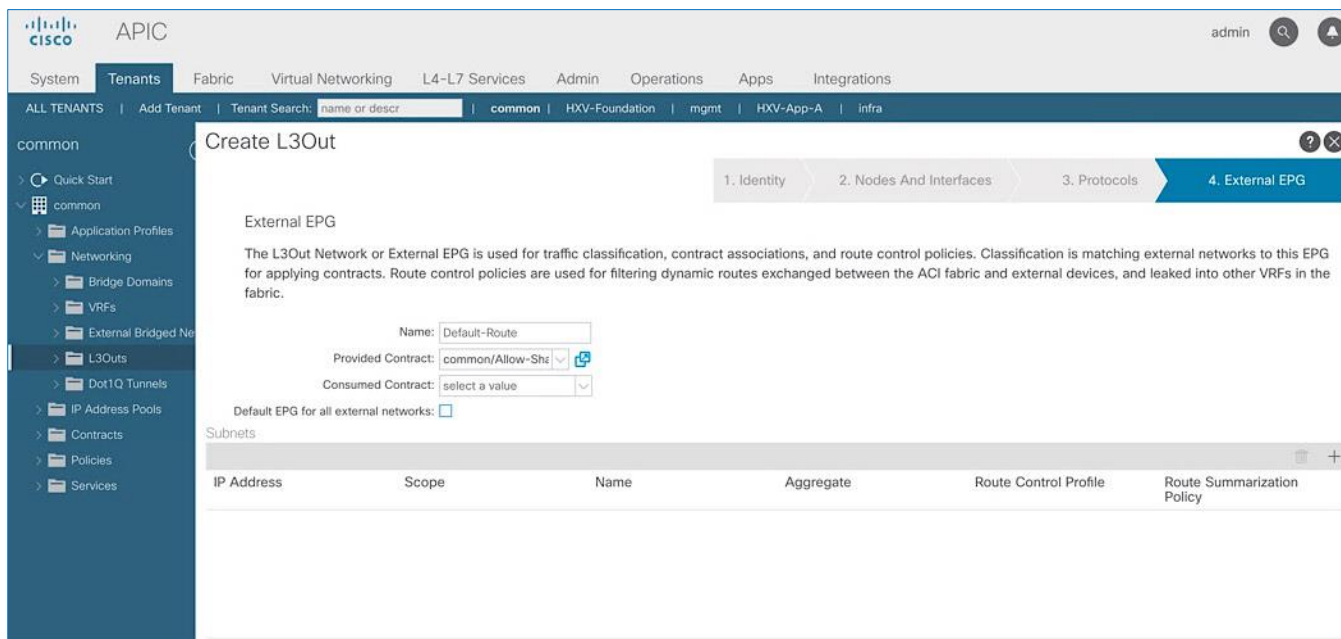 CISCO
APIC
admin
System Tenants Fabric Virtual Networking L4-L7 Services Admin Operations Apps Integrations
ALL TENANTS | Add Tenant | Tenant Search: name or descr | common | HXV-Foundation | mgmt | HXV-App-A | infra
common
Create L3Out
?
Quick Start
1. Identity 2. Nodes And Interfaces 3. Protocols 4. External EPG
common
Application Profiles
Networking
Bridge Domains
VRFs
External Bridged Ne
L3Outs
Dot1Q Tunnels
IP Address Pools
Contracts
Policies
Services
External EPG
The L3Out Network or External EPG is used for traffic classification, contract associations, and route control policies. Classification is matching external networks to this EPG
for applying contracts. Route control policies are used for filtering dynamic routes exchanged between the ACI fabric and external devices, and leaked into other VRFs in the
fabric.
Name: Default-Route
Provided Contract: common/Allow-Sha
Consumed Contract: select a value
Default EPG for all external networks:
Subnets
IP Address Scope Name Aggregate Route Control Profile Route Summarization
Policy